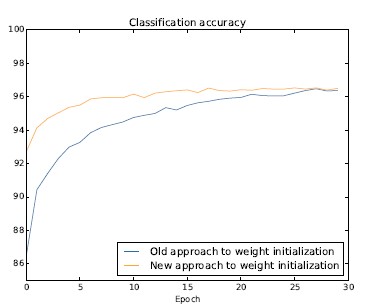 Classification accuracy
100
98
96
94
92
90
88
86
0 5 10 15 20 25 30
Epoch
Old approach to weight initialization
New approach to weight initialization